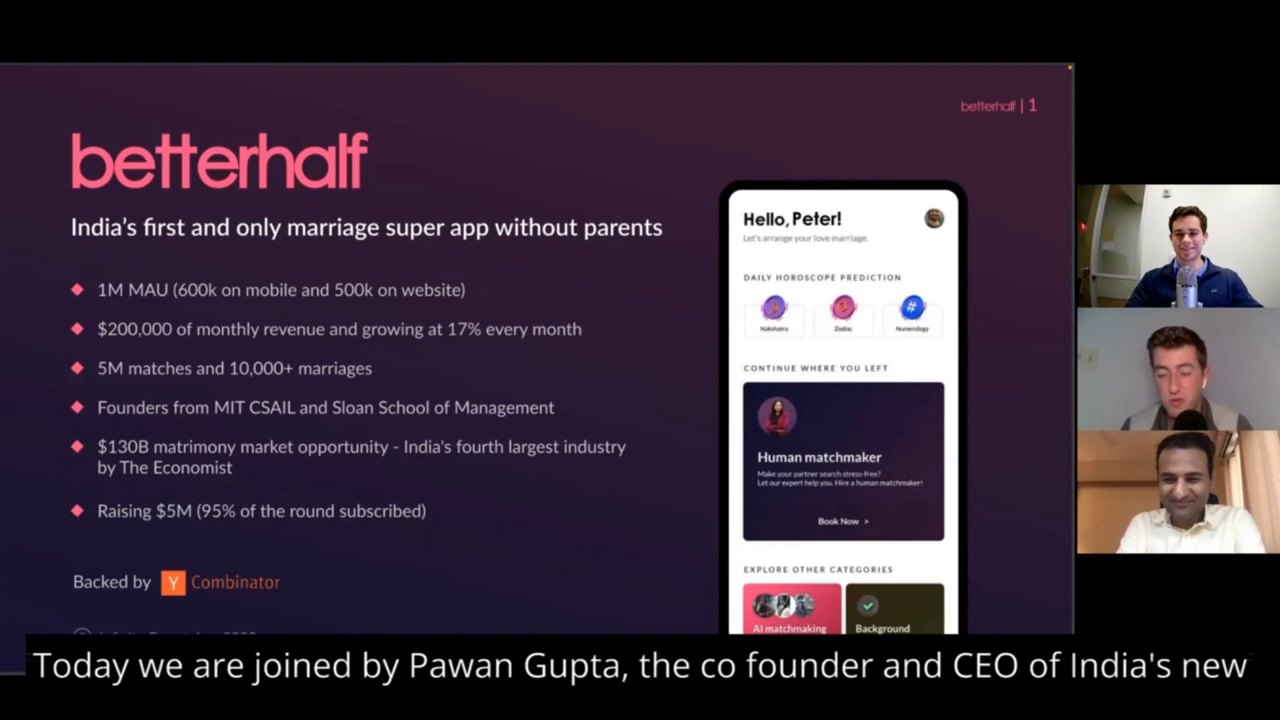 betterhalf | 1
betterhalf
India's first and only marriage super app without parents
1M MAU (600k on mobile and 500k on website)
$200,000 of monthly revenue and growing at 17% every month
5M matches and 10,000+ marriages
Founders from MIT CSAIL and Sloan School of Management
$130B matrimony market opportunity - India's fourth largest industry
by The Economist
Raising $5M (95% of the round subscribed)
Backed by Y Combinator
Hello, Peter!
Let's arrange your love marriage.
DAILY HOROSCOPE PREDICTION
Nakshatra Zodiac Numerology
CONTINUE WHERE YOU LEFT
Human matchmaker
Make your partner search stress-free?
Let our expert help you. Hire a human matchmaker!
Book Now >
EXPLORE OTHER CATEGORIES
AI matchmaking Background
Today we are joined by Pawan Gupta, the co founder and CEO of India's new